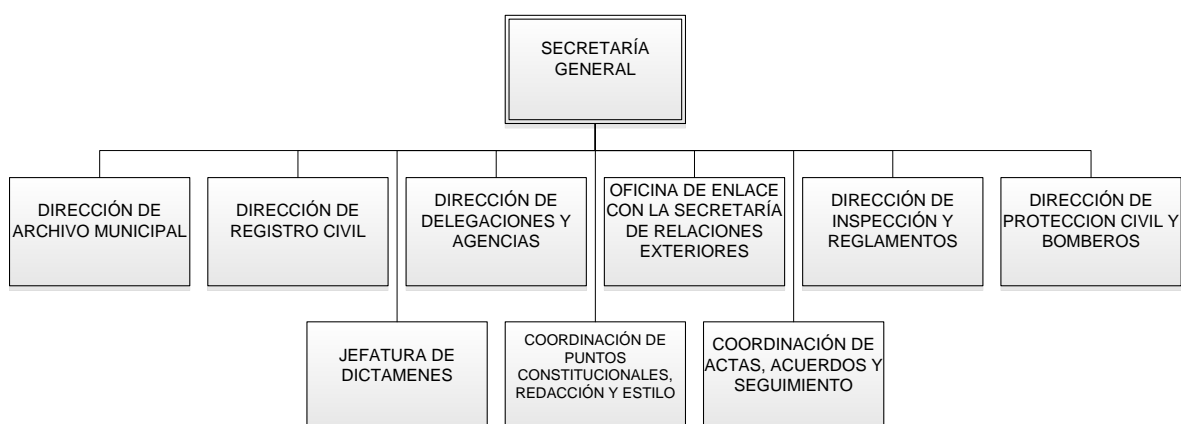 SECRETARÍA
GENERAL
DIRECCIÓN DE
ARCHIVO MUNICIPAL
DIRECCIÓN DE
REGISTRO CIVIL
DIRECCIÓN DE
DELEGACIONES Y
AGENCIAS
OFICINA DE ENLACE
CON LA SECRETARÍA
DE RELACIONES
EXTERIORES
DIRECCIÓN DE
INSPECCIÓN Y
REGLAMENTOS
DIRECCIÓN DE
PROTECCION CIVIL Y
BOMBEROS
JEFATURA DE
DICTAMENES
COORDINACIÓN DE
PUNTOS
CONSTITUCIONALES,
REDACCIÓN Y ESTILO
COORDINACIÓN DE
ACTAS, ACUERDOS Y
SEGUIMIENTO